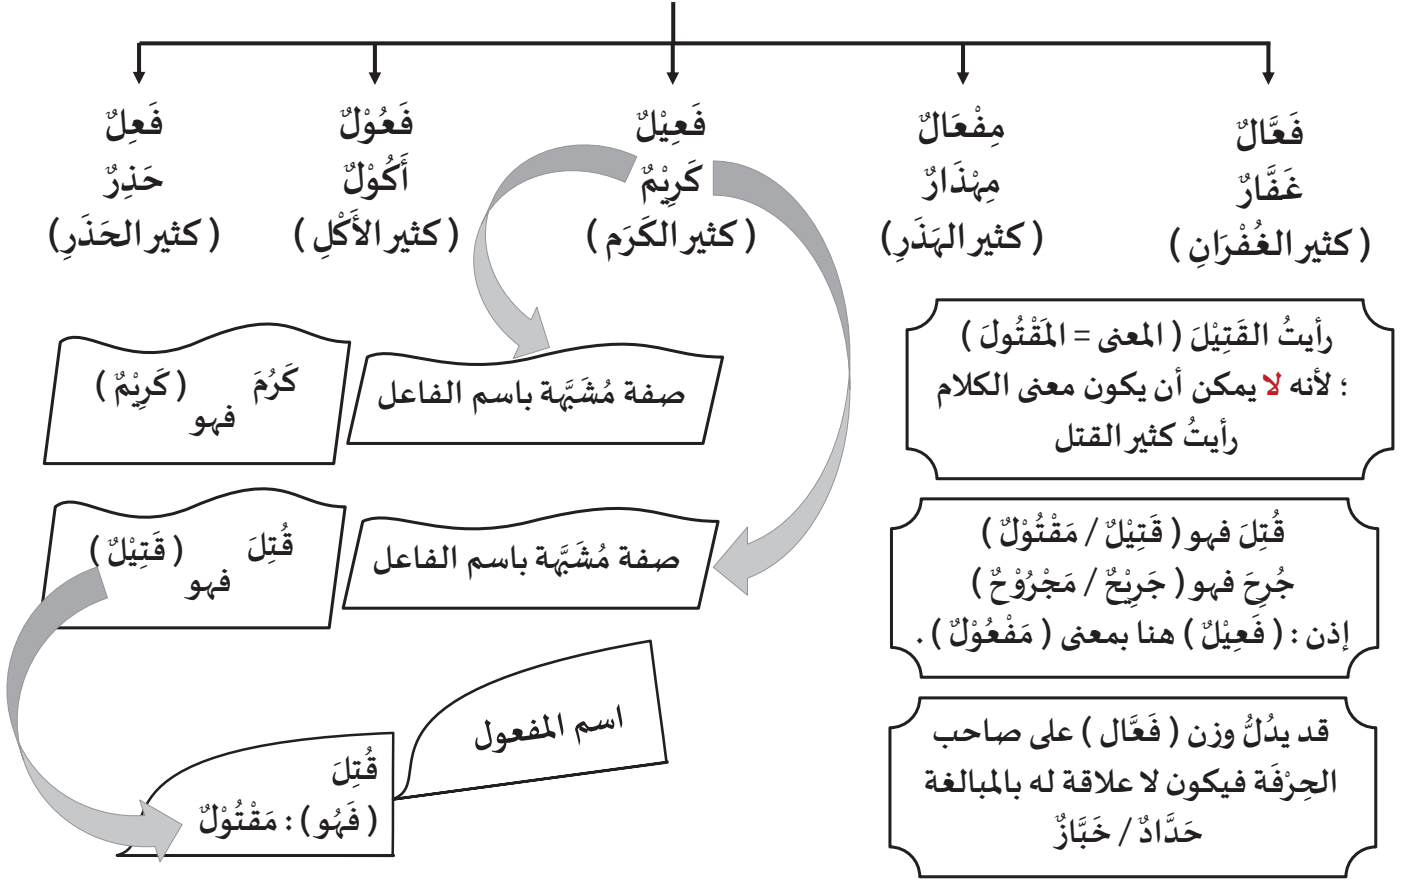 فَعَّالٌ
غَفَّارٌ
( كثير الغُفْرَانِ )
مِفْعَالٌ
مِهْذَارٌ
( كثير الهَذَرِ )
فَعِيْلٌ
كَرِيْمٌ
( كثير الكَرَم )
فَعُوْلٌ
أَكُوْلٌ
( كثير الأَكْلِ )
فَعِلٌ
حَذِرٌ
( كثير الحَذَرِ )
رأيتُ القَتِيْلَ ( المعنى = المَقْتُولَ )
؛ لأنه لا يمكن أن يكون معنى الكلام
رأيتُ كثير القتل
صفة مُشَبَّهة باسم الفاعل
كَرُمَ فهو ( كَرِيْمٌ )
قُتِلَ فهو ( قَتِيْلٌ / مَقْتُوْلٌ )
جُرِحَ فهو ( جَرِيْحٌ / مَجْرُوْحٌ )
إذن : ( فَعِيْلٌ ) هنا بمعنى ( مَفْعُوْلٌ ) .
صفة مُشَبَّهة باسم الفاعل
قُتِلَ فهو ( قَتِيْلٌ )
قد يدُلُّ وزن ( فَعَّال ) على صاحب
الحِرْفَة فيكون لا علاقة له بالمبالغة
حَدَّادٌ / خَبَّازٌ
اسم المفعول
قُتِلَ
( فَهُو ) : مَقْتُوْلٌ